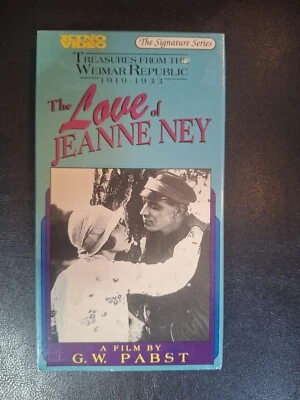 KINO
VIDEO
The Signature Series
TREASURES FROM THE
WEIMAR REPUBLIC
1919-1933
The Love of
JEANNE NEY
A FILM BY
G.W. PABST